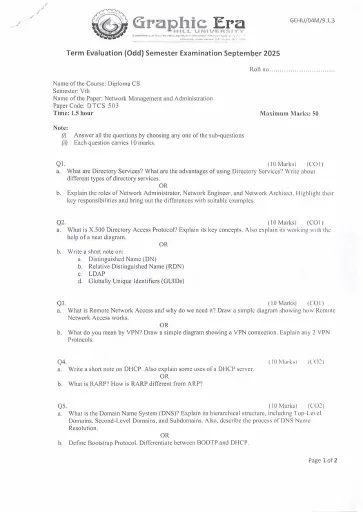 GEHU/04M/9.1.3
Graphic Era
HILL UNIVERSITY
Term Evaluation (Odd) Semester Examination September 2025
Roll no..............................
Name of the Course: Diploma CS
Semester: Vth
Name of the Paper: Network Management and Administration
Paper Code: DTCS 503
Time: 1.5 hour Maximum Marks: 50
Note:
(i) Answer all the questions by choosing any one of the sub-questions
(ii) Each question carries 10 marks.
Q1. (10 Marks) (CO1)
a. What are Directory Services? What are the advantages of using Directory Services? Write about
different types of directory services.
OR
b. Explain the roles of Network Administrator, Network Engineer, and Network Architect. Highlight their
key responsibilities and bring out the differences with suitable examples.
Q2. (10 Marks) (CO1)
a. What is X.500 Directory Access Protocol? Explain its key concepts. Also explain its working with the
help of a neat diagram.
OR
b. Write a short note on:
a. Distinguished Name (DN)
b. Relative Distinguished Name (RDN)
c. LDAP
d. Globally Unique Identifiers (GUIDs)
Q3. (10 Marks) (CO1)
a. What is Remote Network Access and why do we need it? Draw a simple diagram showing how Remote
Network Access works.
OR
b. What do you mean by VPN? Draw a simple diagram showing a VPN connection. Explain any 2 VPN
Protocols.
Q4. (10 Marks) (CO2)
a. Write a short note on DHCP. Also explain some uses of a DHCP server.
OR
b. What is RARP? How is RARP different from ARP?
Q5. (10 Marks) (CO2)
a. What is the Domain Name System (DNS)? Explain its hierarchical structure, including Top-Level
Domains, Second-Level Domains, and Subdomains. Also, describe the process of DNS Name
Resolution.
OR
b. Define Bootstrap Protocol. Differentiate between BOOTP and DHCP.
Page 1 of 2